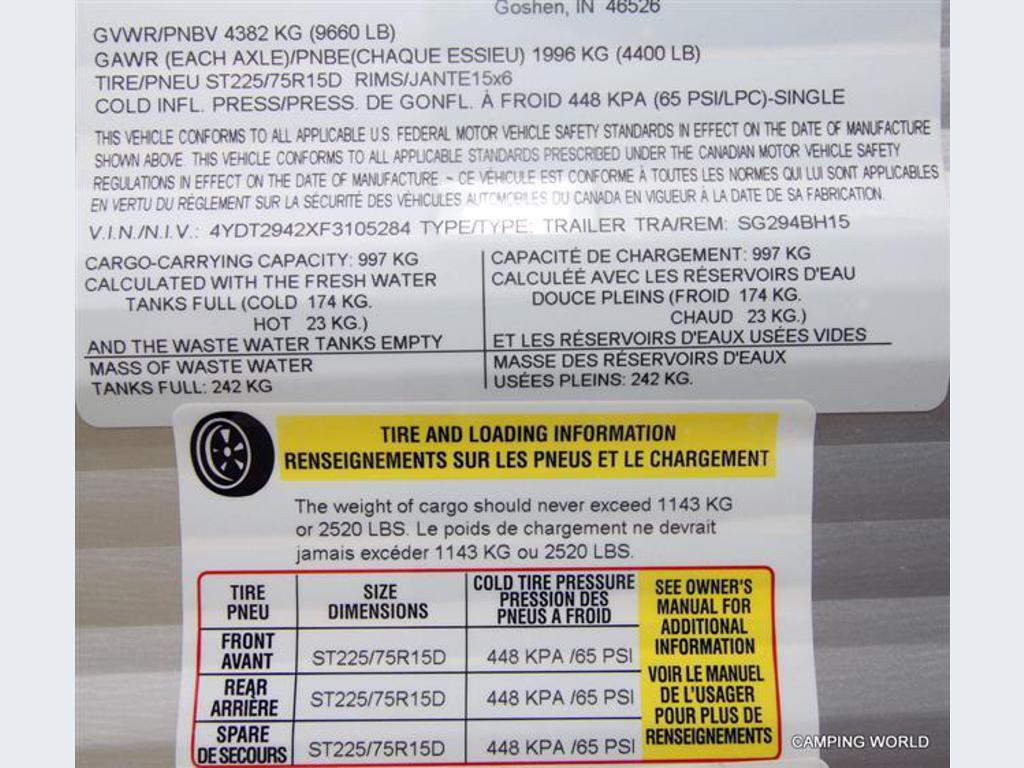 Goshen, IN 46526
GVWR/PNBV 4382 KG (9660 LB)
GAWR (EACH AXLE)/PNBE(CHAQUE ESSIEU) 1996 KG (4400 LB)
TIRE/PNEU ST225/75R15D RIMS/JANTE15x6
COLD INFL. PRESS/PRESS. DE GONFL. À FROID 448 KPA (65 PSI/LPC)-SINGLE
THIS VEHICLE CONFORMS TO ALL APPLICABLE U.S. FEDERAL MOTOR VEHICLE SAFETY STANDARDS IN EFFECT ON THE DATE OF MANUFACTURE
SHOWN ABOVE. THIS VEHICLE CONFORMS TO ALL APPLICABLE STANDARDS PRESCRIBED UNDER THE CANADIAN MOTOR VEHICLE SAFETY
REGULATIONS IN EFFECT ON THE DATE OF MANUFACTURE. ~ CE VÉHICULE EST CONFORME À TOUTES LES NORMES QUI LUI SONT APPLICABLES
EN VERTU DU RÈGLEMENT SUR LA SÉCURITÉ DES VÉHICULES AUTOMOBILES DU CANADA EN VIGUEUR À LA DATE DE SA FABRICATION.
V.I.N./N.I.V.: 4YDT2942XF3105284 TYPE/TYPE: TRAILER TRA/REM: SG294BH15
CARGO-CARRYING CAPACITY: 997 KG
CALCULATED WITH THE FRESH WATER
TANKS FULL (COLD 174 KG.
HOT 23 KG.)
AND THE WASTE WATER TANKS EMPTY
MASS OF WASTE WATER
TANKS FULL: 242 KG
CAPACITÉ DE CHARGEMENT: 997 KG
CALCULÉÉ AVEC LES RÉSERVOIRS D'EAU
DOUCE PLEINS (FROID 174 KG.
CHAUD 23 KG.)
ET LES RÉSERVOIRS D'EAUX USÉES VIDES
MASSE DES RÉSERVOIRS D'EAUX
USÉES PLEINS: 242 KG.
TIRE AND LOADING INFORMATION
RENSEIGNEMENTS SUR LES PNEUS ET LE CHARGEMENT
The weight of cargo should never exceed 1143 KG
or 2520 LBS. Le poids de chargement ne devrait
jamais excéder 1143 KG ou 2520 LBS.
TIRE
PNEU
SIZE
DIMENSIONS
COLD TIRE PRESSURE
PRESSION DES
PNEUS A FROID
FRONT
AVANT
ST225/75R15D
448 KPA /65 PSI
REAR
ARRIÈRE
ST225/75R15D
448 KPA /65 PSI
SPARE
DE SECOURS
ST225/75R15D
448 KPA /65 PSI
SEE OWNER'S
MANUAL FOR
ADDITIONAL
INFORMATION
VOIR LE MANUEL
DE L'USAGER
POUR PLUS DE
RENSEIGNEMENTS
CAMPING WORLD